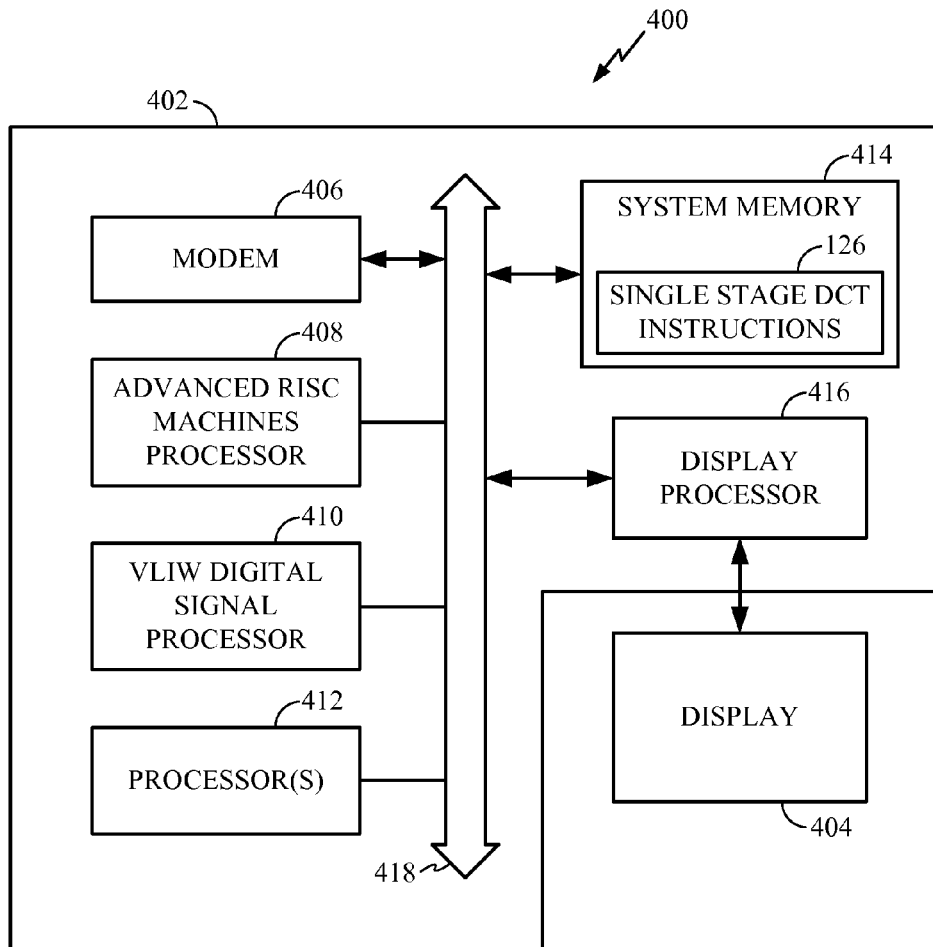 400
402
406
MODEM
408
ADVANCED RISC
MACHINES
PROCESSOR
410
VLIW DIGITAL
SIGNAL
PROCESSOR
412
PROCESSOR(S)
418
414
SYSTEM MEMORY
126
SINGLE STAGE DCT
INSTRUCTIONS
416
DISPLAY
PROCESSOR
DISPLAY
404